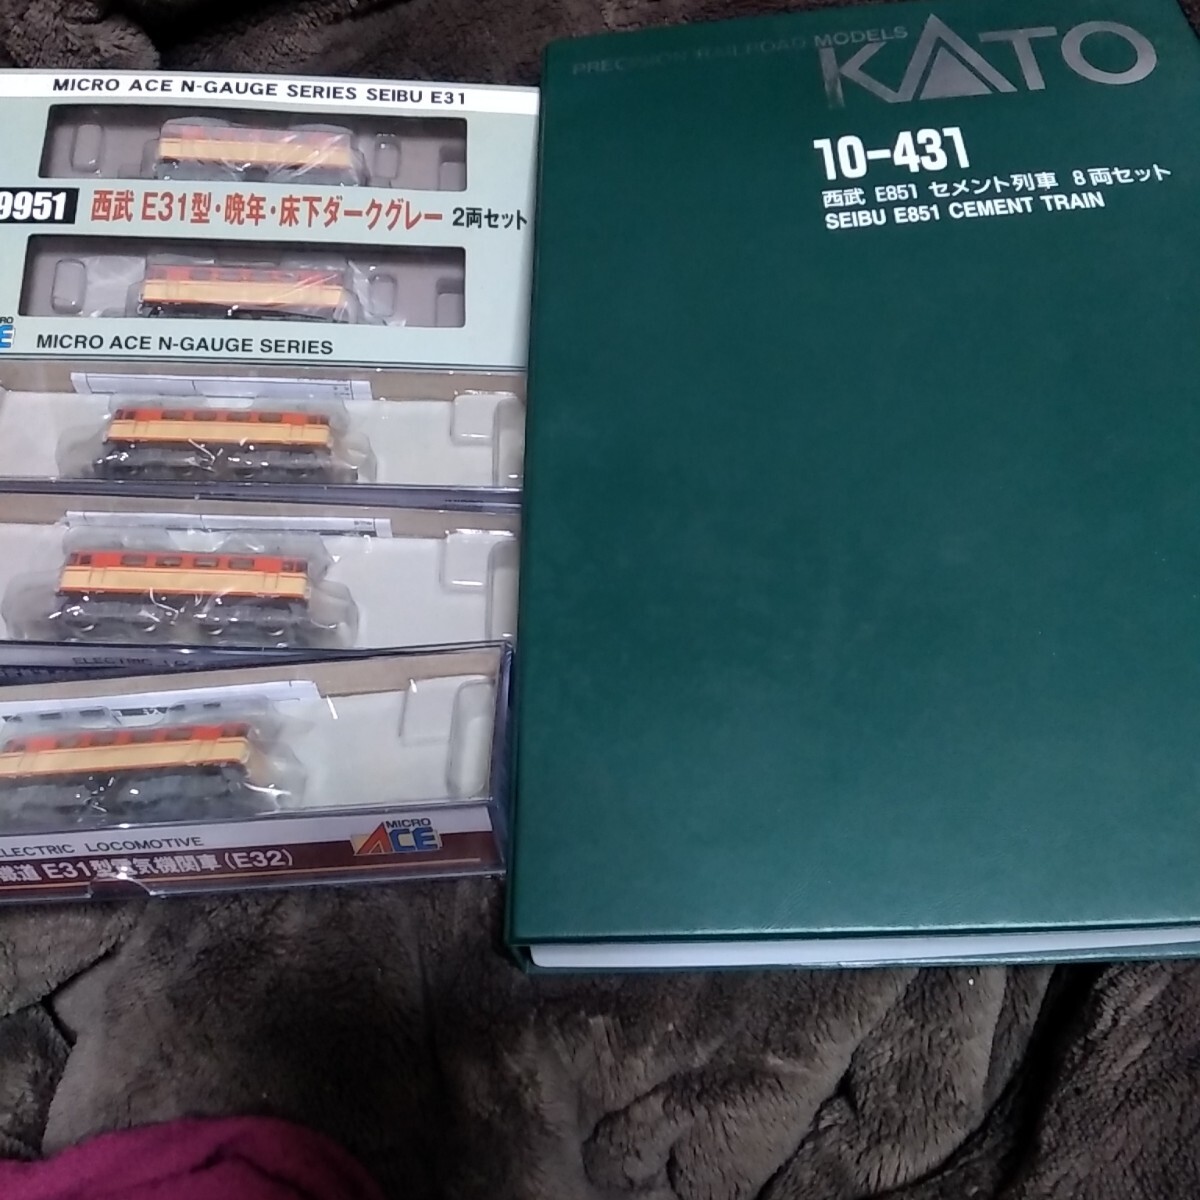 MICRO ACE N-GAUGE SERIES SEIBU E31
9951 西武 E31型・晩年・床下ダークグレー 2両セット
MICRO ACE N-GAUGE SERIES
ELECTRIC
ELECTRIC LOCOMOTIVE
MICRO ACE
鉄道 E31型電気機関車(E32)
PRECISION RAILROAD MODELS
KATO
10-431
西武 E851 セメント列車 8両セット
SEIBU E851 CEMENT TRAIN